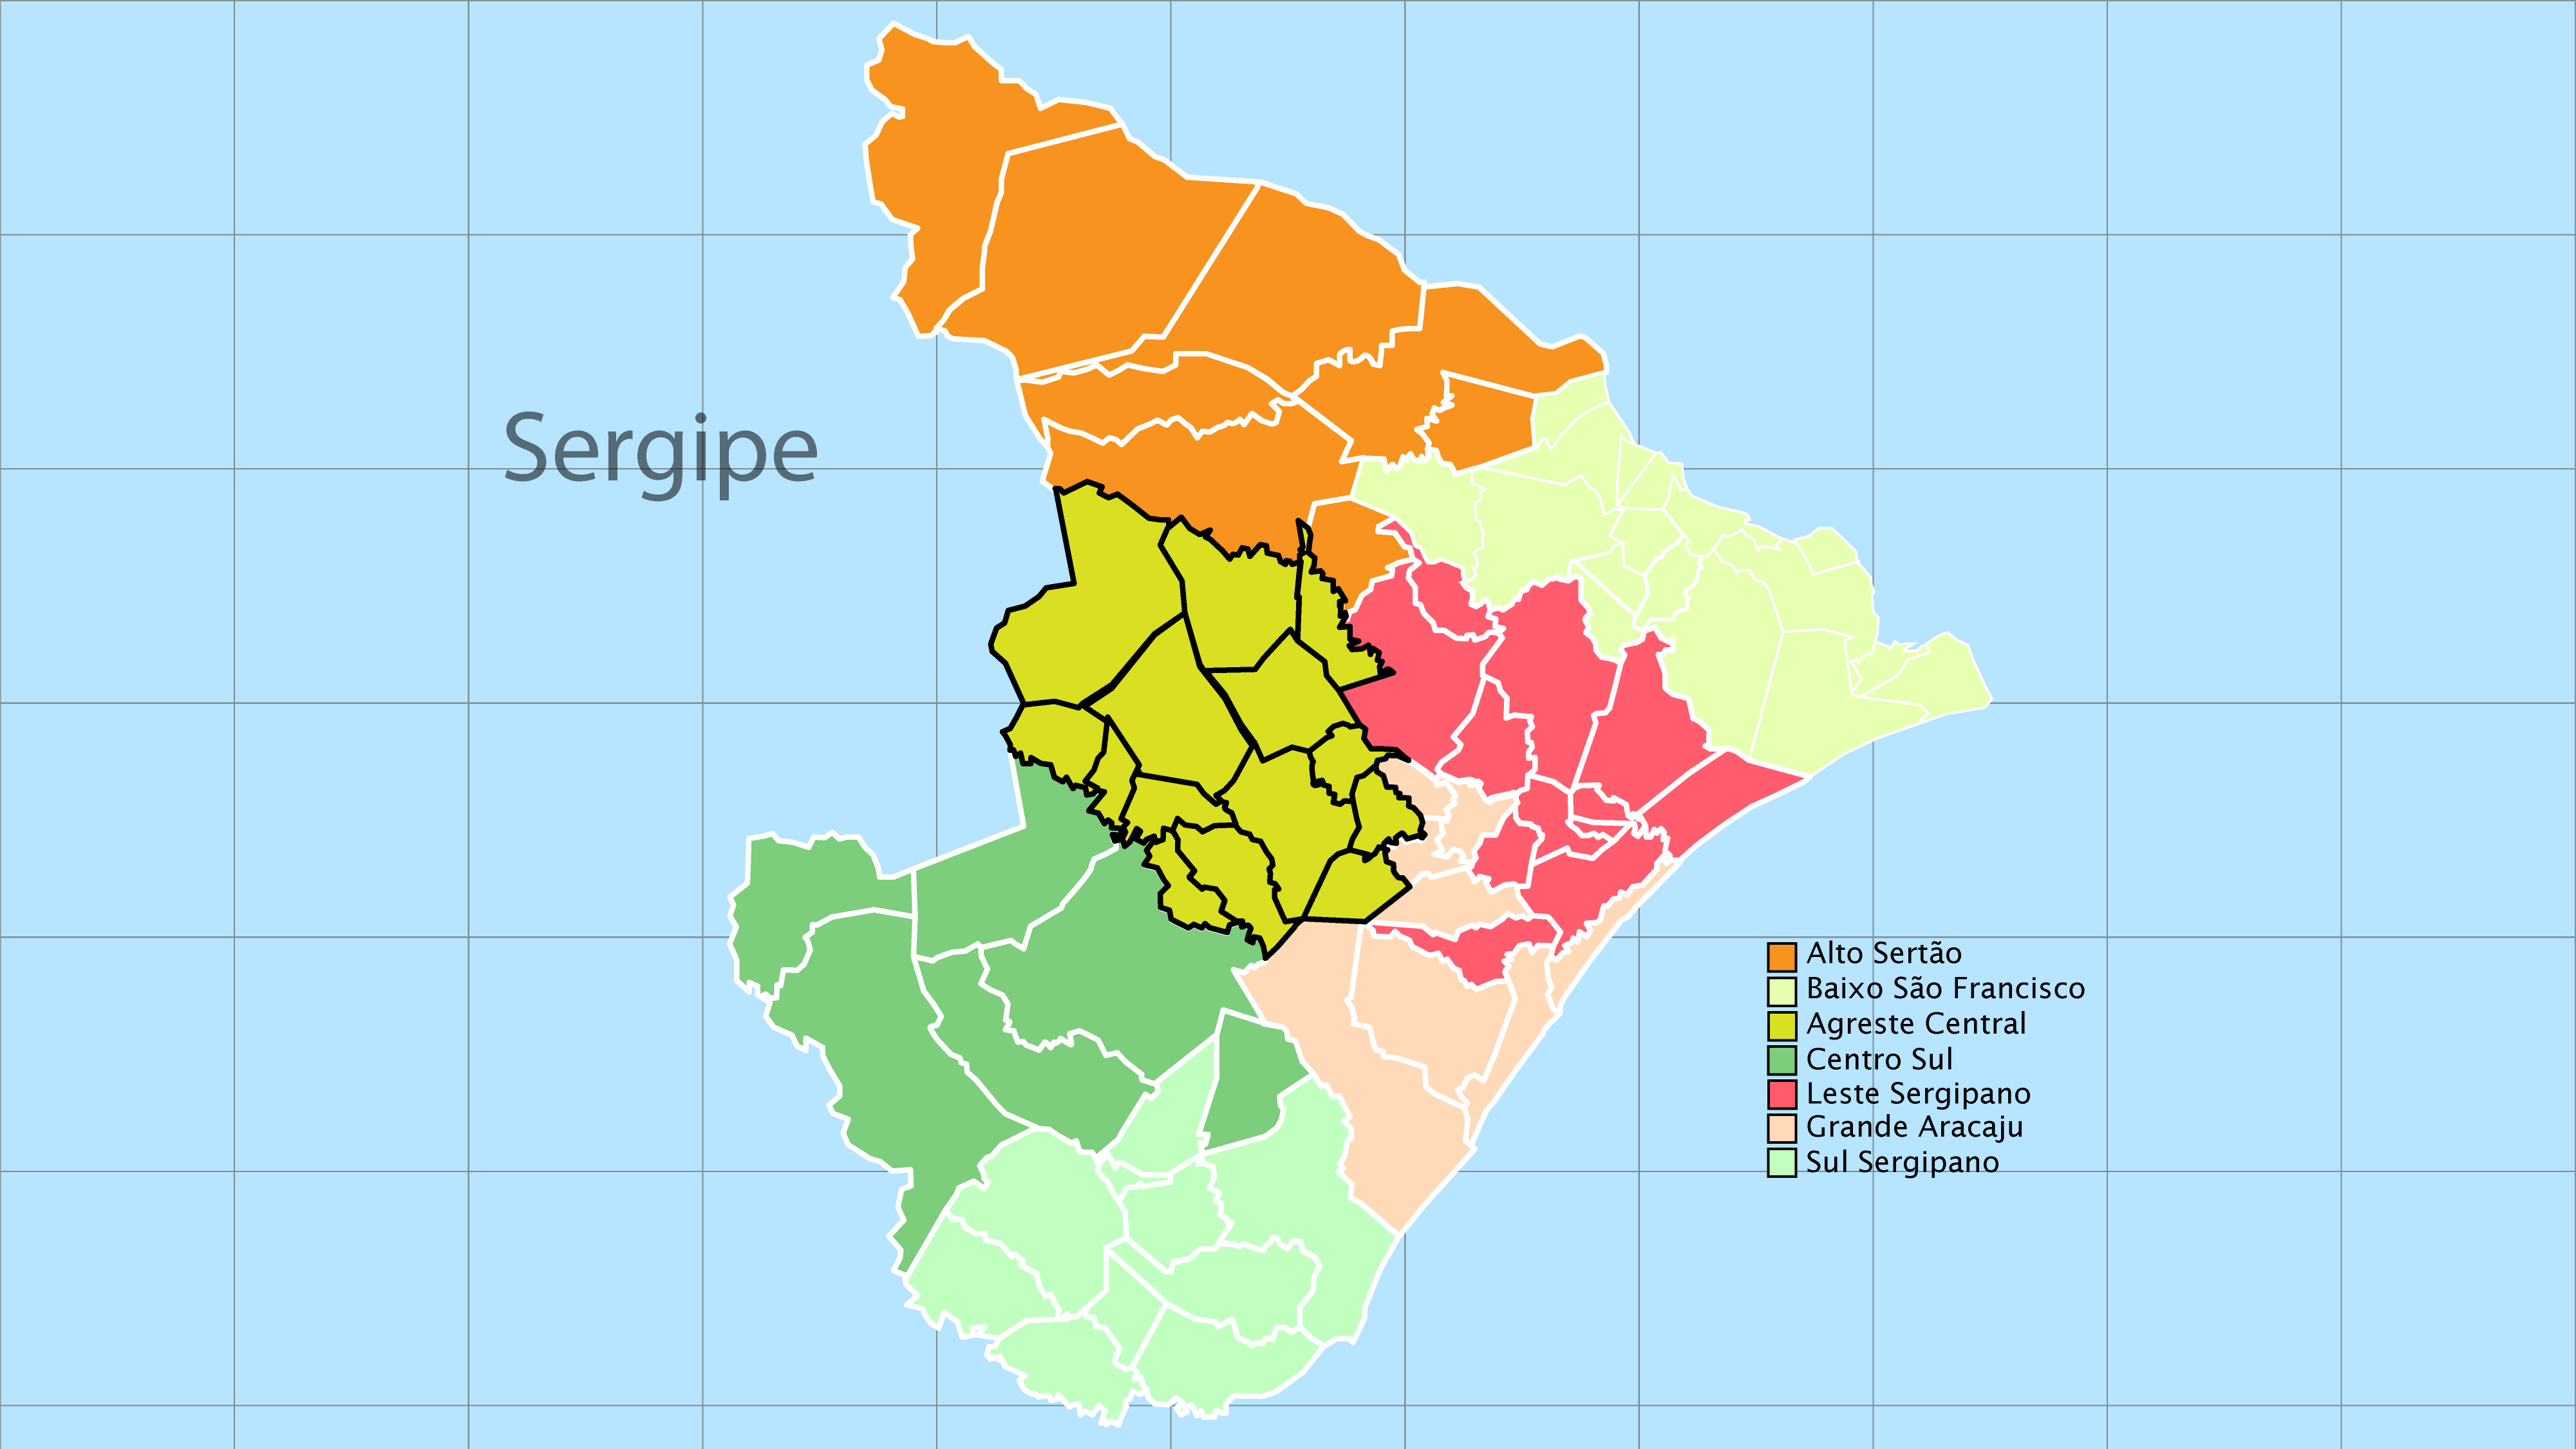 Sergipe
Alto Sertão
Baixo São Francisco
Agreste Central
Centro Sul
Leste Sergipano
Grande Aracaju
Sul Sergipano